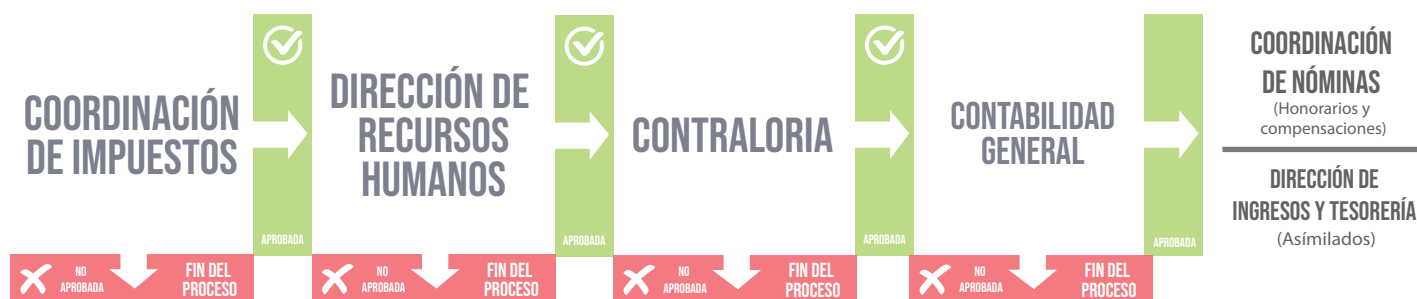 COORDINACIÓN
DE IMPUESTOS
APROBADA
NO
APROBADA
FIN DEL
PROCESO
DIRECCIÓN DE
RECURSOS
HUMANOS
APROBADA
NO
APROBADA
FIN DEL
PROCESO
CONTRALORIA
APROBADA
NO
APROBADA
FIN DEL
PROCESO
CONTABILIDAD
GENERAL
APROBADA
NO
APROBADA
FIN DEL
PROCESO
COORDINACIÓN
DE NÓMINAS
(Honorarios y
compensaciones)
DIRECCIÓN DE
INGRESOS Y TESORERÍA
(Asímilados)